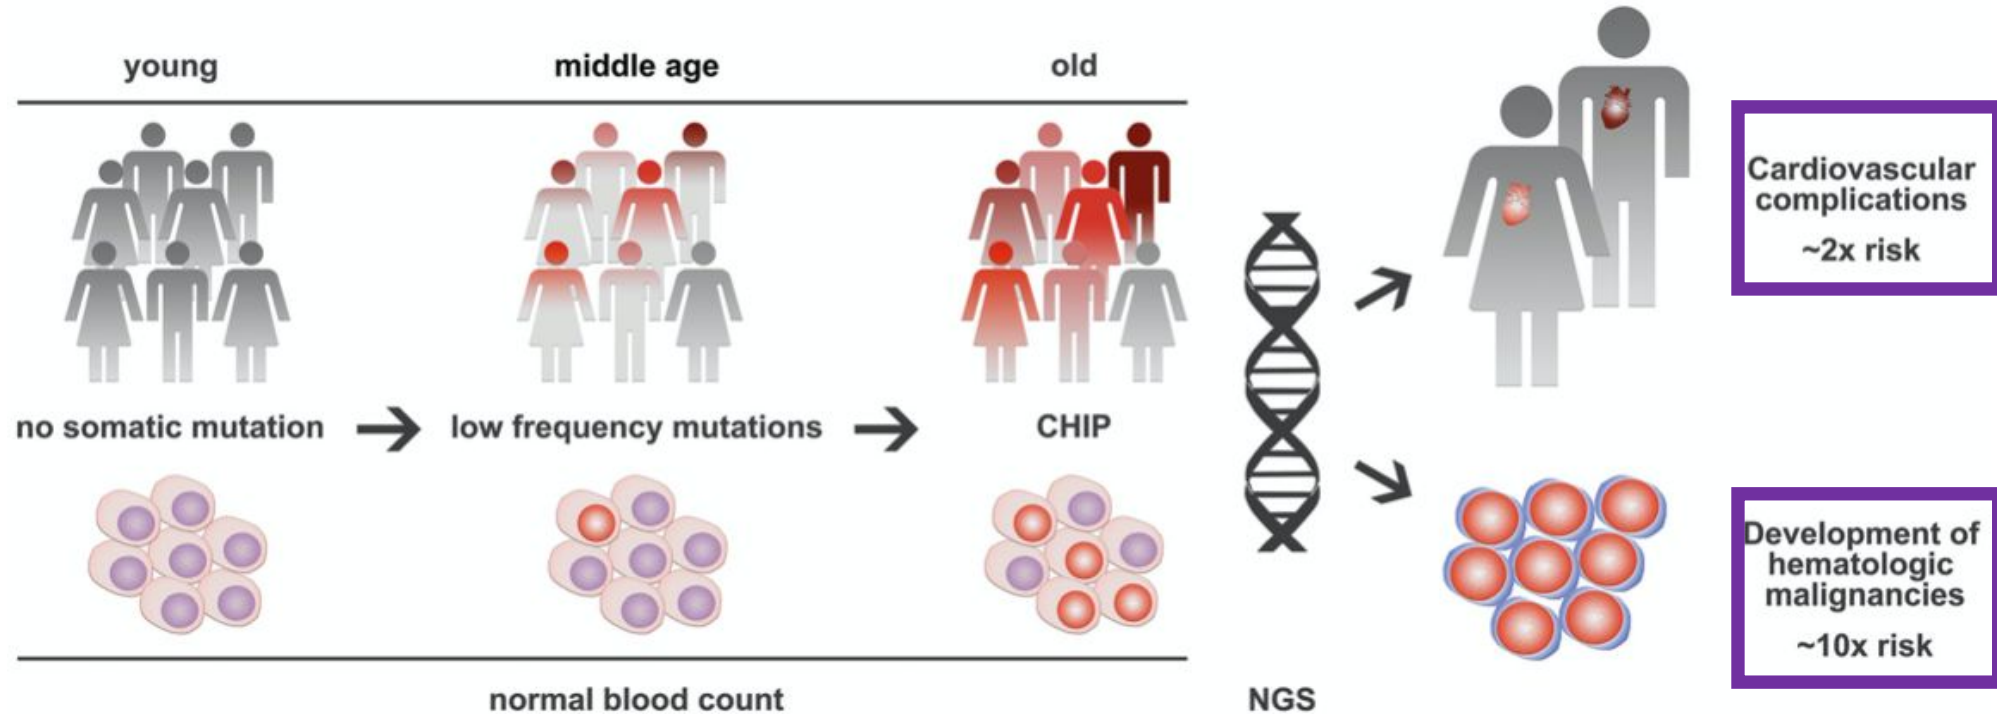 young
middle age
old
no somatic mutation
low frequency mutations
CHIP
normal blood count
NGS
Cardiovascular
complications
~2x risk
Development of
hematologic
malignancies
~10x risk